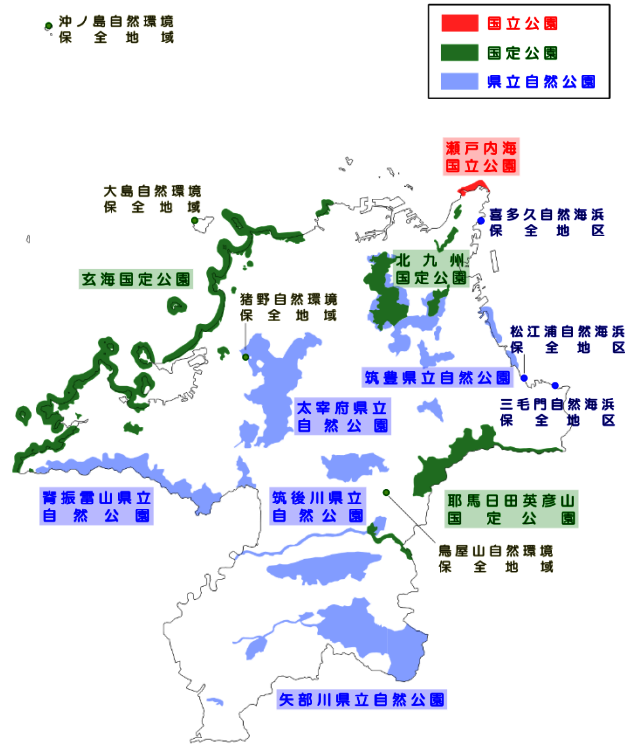 沖ノ島自然環境
保全地域
国立公園
国定公園
県立自然公園
瀬戸内海
国立公園
大島自然環境
保全地域
喜多久自然海浜
保全地区
北九州
国定公園
玄海国定公園
猪野自然環境
保全地域
松江浦自然海浜
保全地区
筑豊県立自然公園
太宰府県立
自然公園
三毛門自然海浜
保全地区
脊振雷山県立
自然公園
筑後川県立
自然公園
耶馬日田英彦山
国定公園
鳥屋山自然環境
保全地域
矢部川県立自然公園